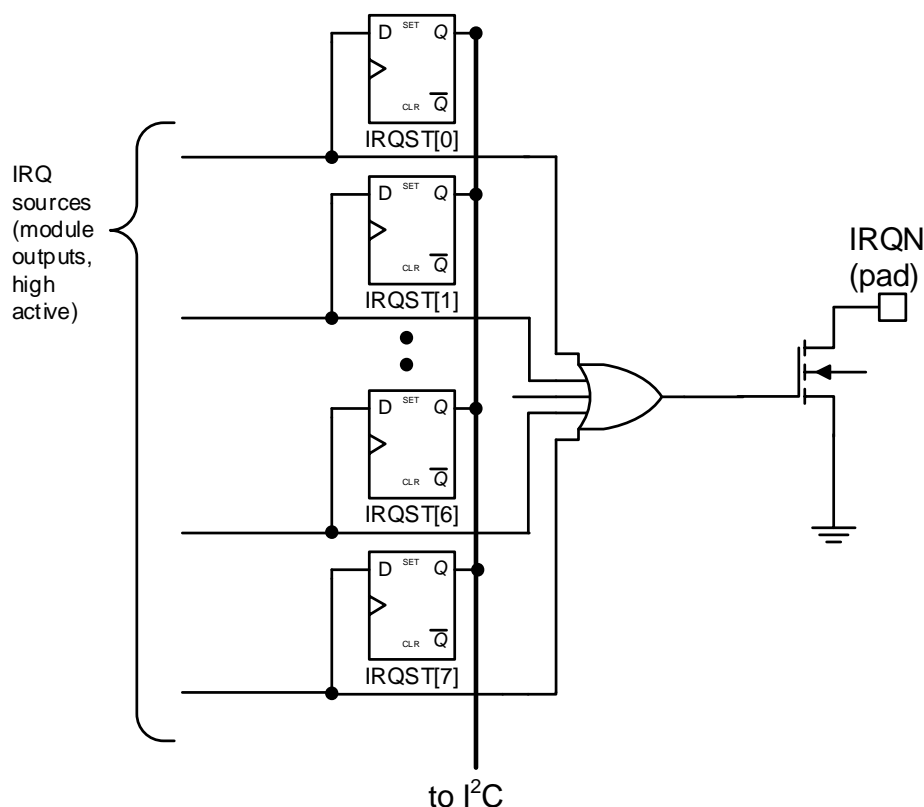 D SET Q
CLR Q
IRQST[0]
IRQ
sources
(module
outputs,
high
active)
D SET Q
CLR Q
IRQST[1]
IRQN
(pad)
D SET Q
CLR Q
IRQST[6]
D SET Q
CLR Q
IRQST[7]
to I²C